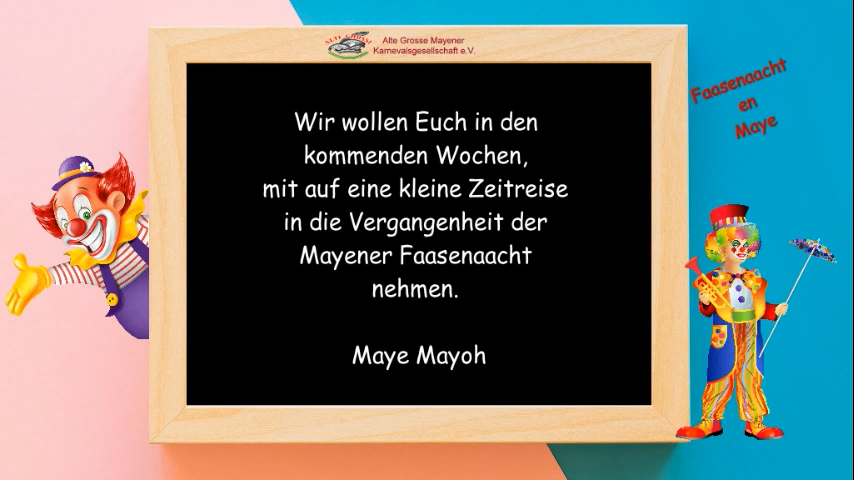 Alte Grosse Mayener
Karnevalsgesellschaft e.V.
Faasenaacht
en
Maye
Wir wollen Euch in den
kommenden Wochen,
mit auf eine kleine Zeitreise
in die Vergangenheit der
Mayener Faasenaacht
nehmen.
Maye Mayoh